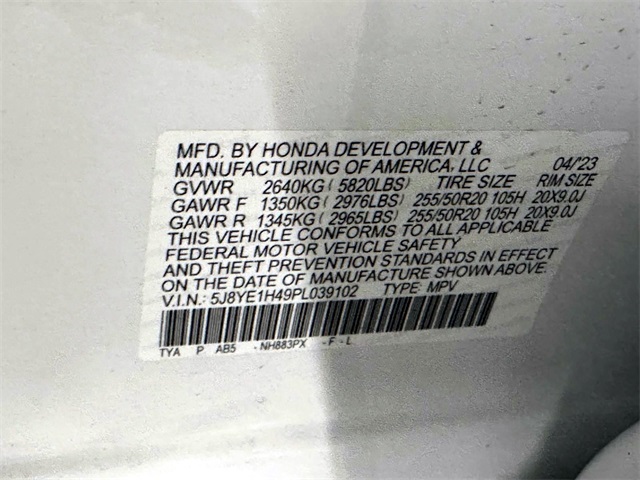 MFD. BY HONDA DEVELOPMENT &
MANUFACTURING OF AMERICA, LLC 04/'23
GVWR 2640KG ( 5820LBS) TIRE SIZE RIM SIZE
GAWR F 1350KG ( 2976LBS) 255/50R20 105H 20X9.0J
GAWR R 1345KG ( 2965LBS) 255/50R20 105H 20X9.0J
THIS VEHICLE CONFORMS TO ALL APPLICABLE
FEDERAL MOTOR VEHICLE SAFETY
AND THEFT PREVENTION STANDARDS IN EFFECT
ON THE DATE OF MANUFACTURE SHOWN ABOVE.
V.I.N.: 5J8YE1H49PL039102 TYPE: MPV
TYA P AB5 - NH883PX - F - L